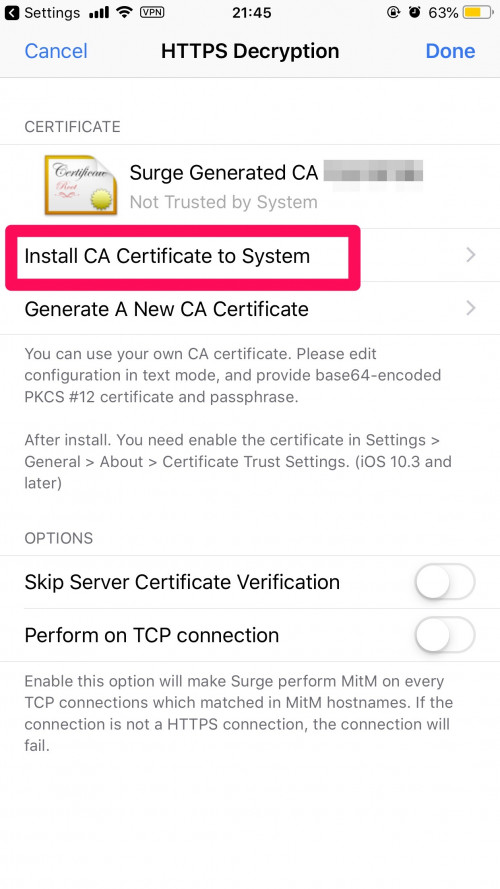 Settings VPN 21:45 63%
Cancel HTTPS Decryption Done
CERTIFICATE
Certificate
Root
Surge Generated CA
Not Trusted by System
Install CA Certificate to System
Generate A New CA Certificate
You can use your own CA certificate. Please edit
configuration in text mode, and provide base64-encoded
PKCS #12 certificate and passphrase.
After install. You need enable the certificate in Settings >
General > About > Certificate Trust Settings. (iOS 10.3 and
later)
OPTIONS
Skip Server Certificate Verification
Perform on TCP connection
Enable this option will make Surge perform MitM on every
TCP connections which matched in MitM hostnames. If the
connection is not a HTTPS connection, the connection will
fail.